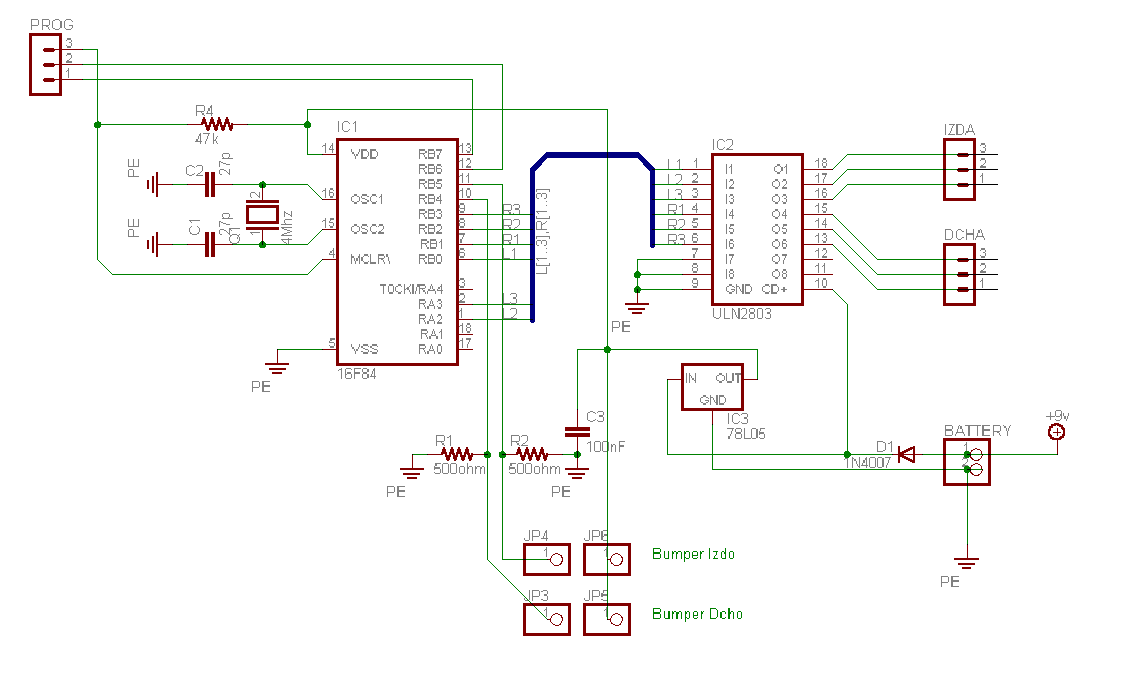 PROG
3
2
1
R4
47k
PE
C2
27p
PE
C1
27p
2
Q1
1
4Mhz
IC1
14 VDD
16 OSC1
15 OSC2
4 MCLR\
5 VSS
RB7 13
RB6 12
RB5 11
RB4 10
RB3 9
RB2 8
RB1 7
RB0 6
TOCKI/RA4 3
RA3 2
RA2 1
RA1 18
RA0 17
16F84
PE
R3
R2
R1
L1
L3
L2
L[1..3],R[1..3]
L1
L2
L3
R1
R2
R3
IC2
1 I1
2 I2
3 I3
4 I4
5 I5
6 I6
7 I7
8 I8
9 GND
O1 18
O2 17
O3 16
O4 15
O5 14
O6 13
O7 12
O8 11
CD+ 10
ULN2803
PE
IZDA
3
2
1
DCHA
3
2
1
IN OUT
GND
IC3
78L05
C3
100nF
R1
500ohm
PE
R2
500ohm
PE
D1
1N4007
BATTERY
1
2
+9v
PE
JP4
1
JP6
1
Bumper Izdo
JP3
1
JP5
1
Bumper Dcho